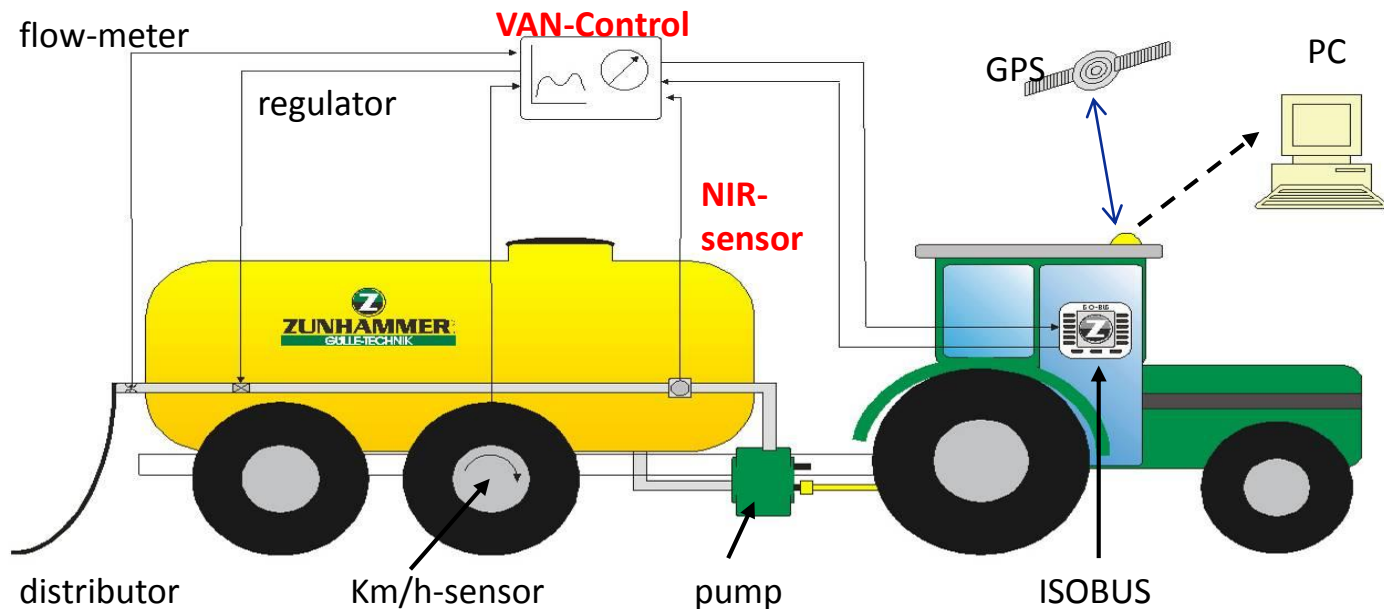 VAN-Control
flow-meter
GPS
PC
regulator
NIR-
sensor
Z
ZUNHAMMER
GÜLLE-TECHNIK
Z
distributor
Km/h-sensor
pump
ISOBUS